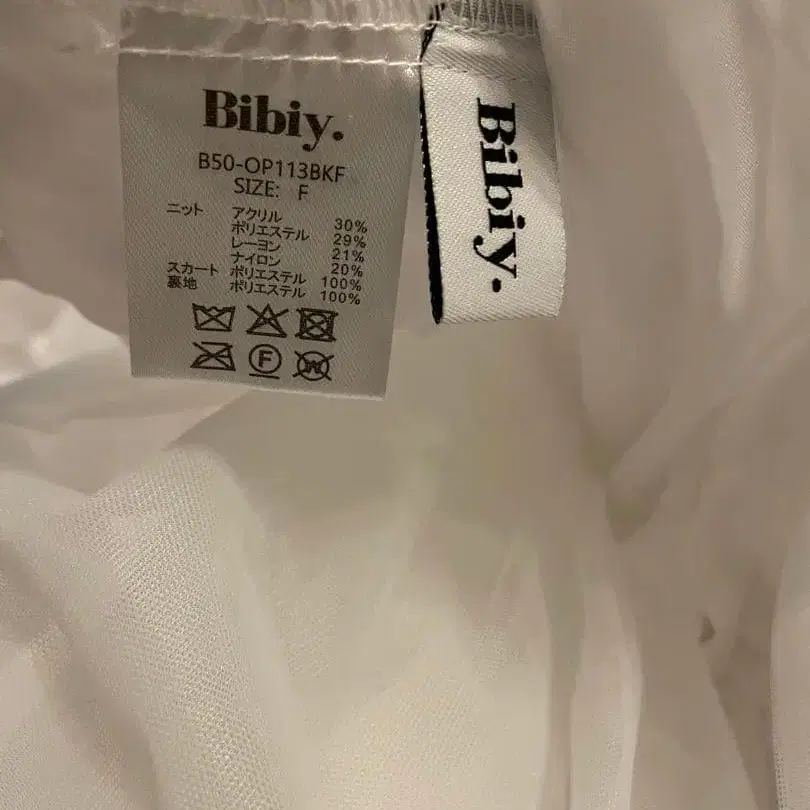 Bibiy.
B50-OP113BKF
SIZE: F
ニット アクリル 30%
ポリエステル 29%
レーヨン 21%
ナイロン 20%
スカート ポリエステル 100%
裏地 ポリエステル 100%
F
W
Bibiy.